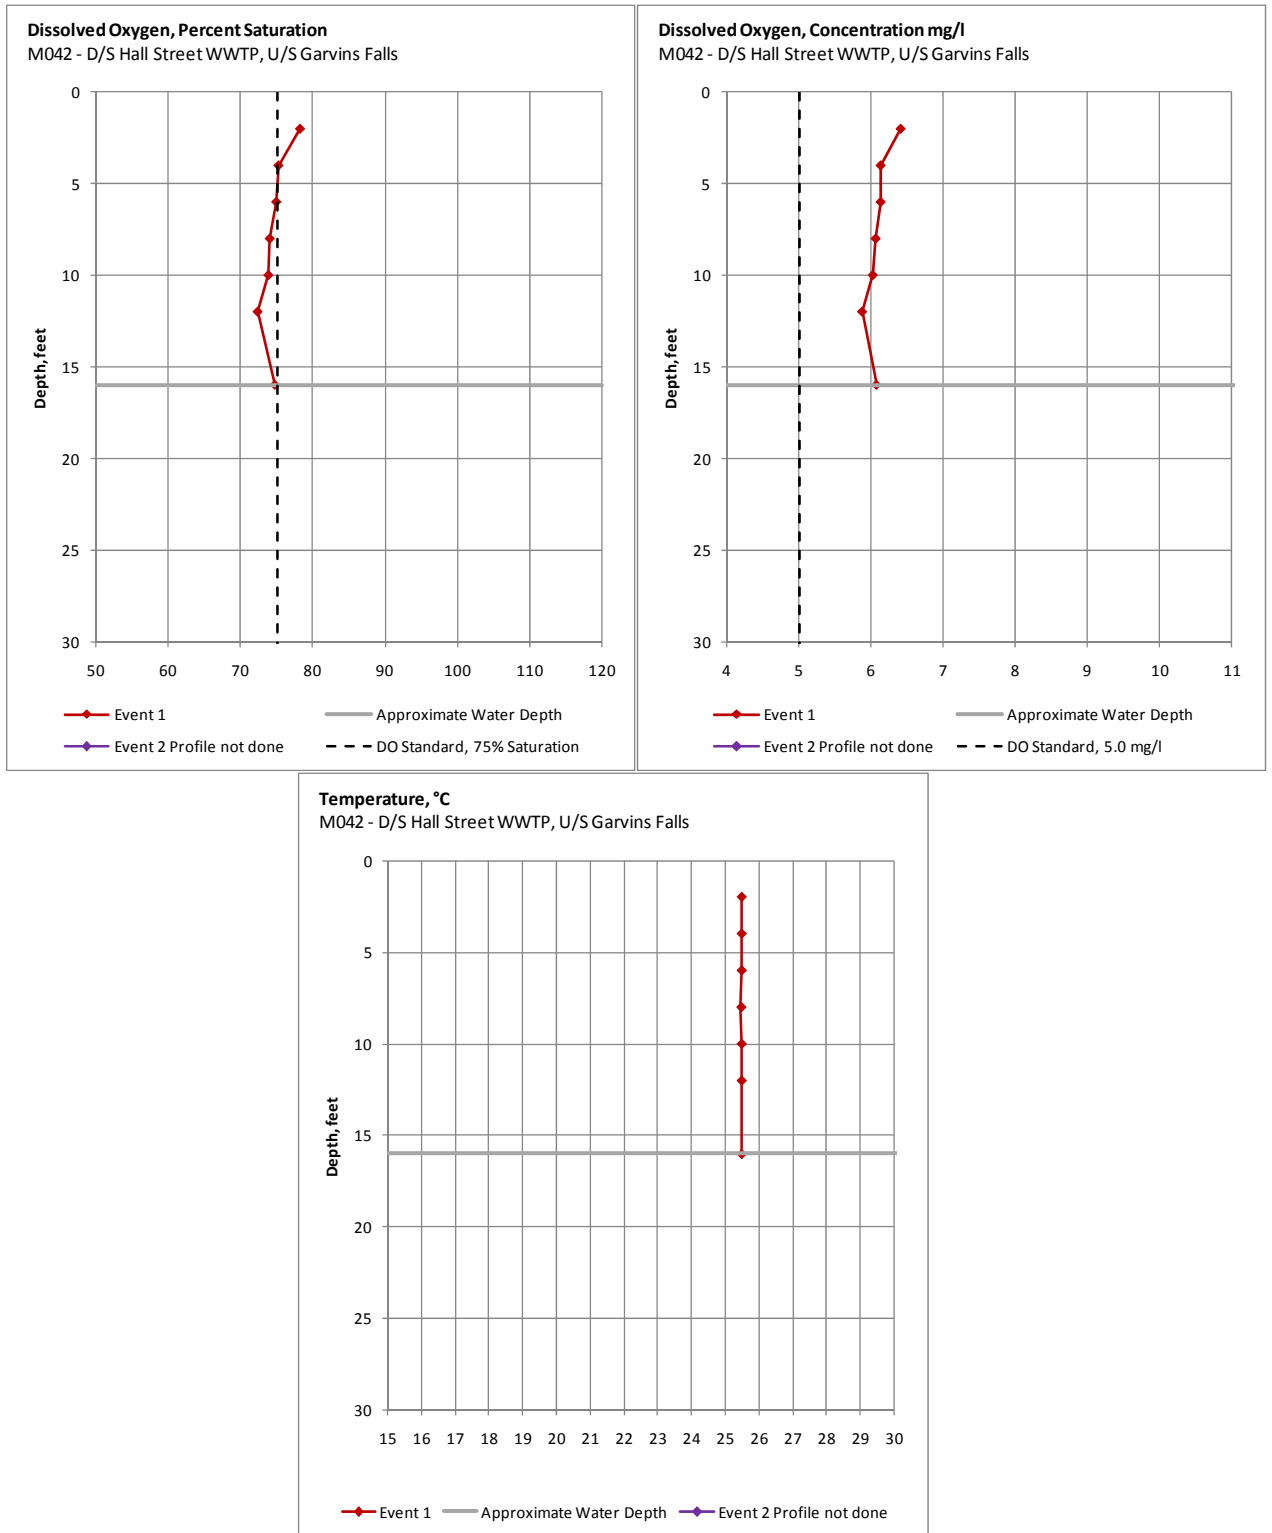 Dissolved Oxygen, Percent Saturation
M042 - D/S Hall Street WWTP, U/S Garvins Falls
0
5
10
15
20
25
30
Depth, feet
50 60 70 80 90 100 110 120
Event 1
Approximate Water Depth
Event 2 Profile not done
DO Standard, 75% Saturation
Dissolved Oxygen, Concentration mg/l
M042 - D/S Hall Street WWTP, U/S Garvins Falls
0
5
10
15
20
25
30
Depth, feet
4 5 6 7 8 9 10 11
Event 1
Approximate Water Depth
Event 2 Profile not done
DO Standard, 5.0 mg/l
Temperature, °C
M042 - D/S Hall Street WWTP, U/S Garvins Falls
0
5
10
15
20
25
30
Depth, feet
15 16 17 18 19 20 21 22 23 24 25 26 27 28 29 30
Event 1
Approximate Water Depth
Event 2 Profile not done